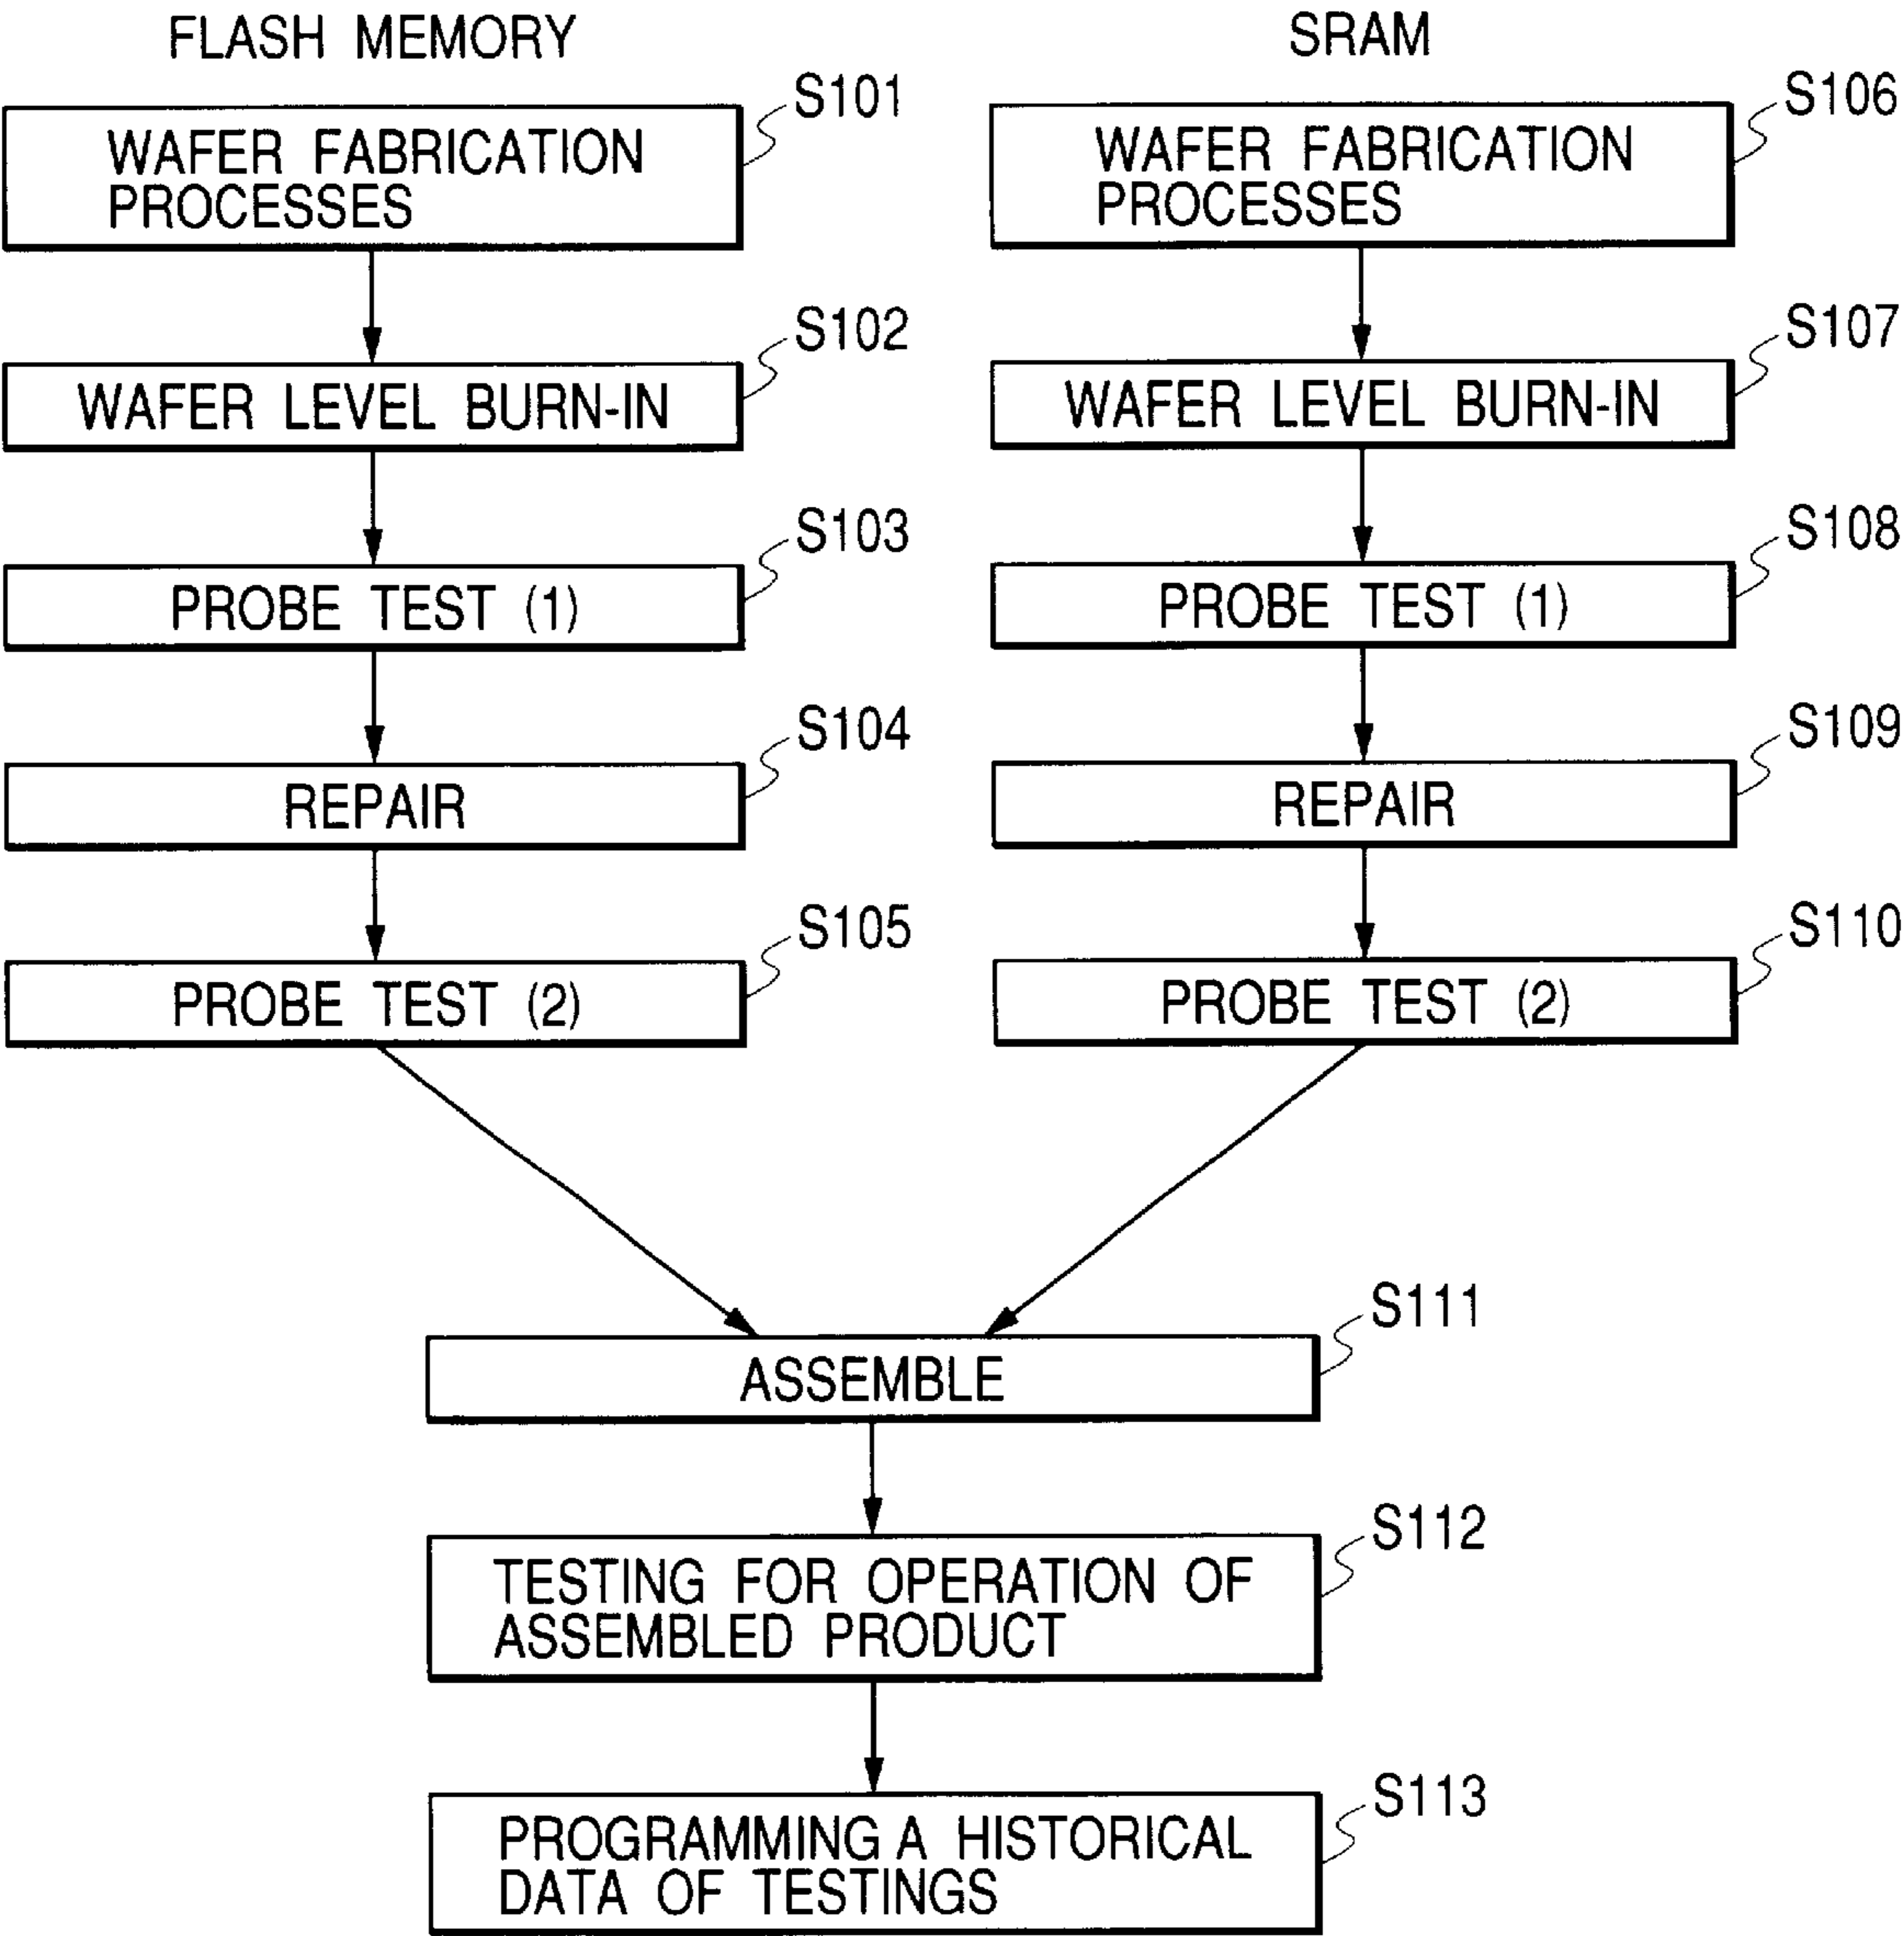 FLASH MEMORY
S101
WAFER FABRICATION
PROCESSES
S102
WAFER LEVEL BURN-IN
S103
PROBE TEST (1)
S104
REPAIR
S105
PROBE TEST (2)
SRAM
S106
WAFER FABRICATION
PROCESSES
S107
WAFER LEVEL BURN-IN
S108
PROBE TEST (1)
S109
REPAIR
S110
PROBE TEST (2)
S111
ASSEMBLE
S112
TESTING FOR OPERATION OF
ASSEMBLED PRODUCT
S113
PROGRAMMING A HISTORICAL
DATA OF TESTINGS